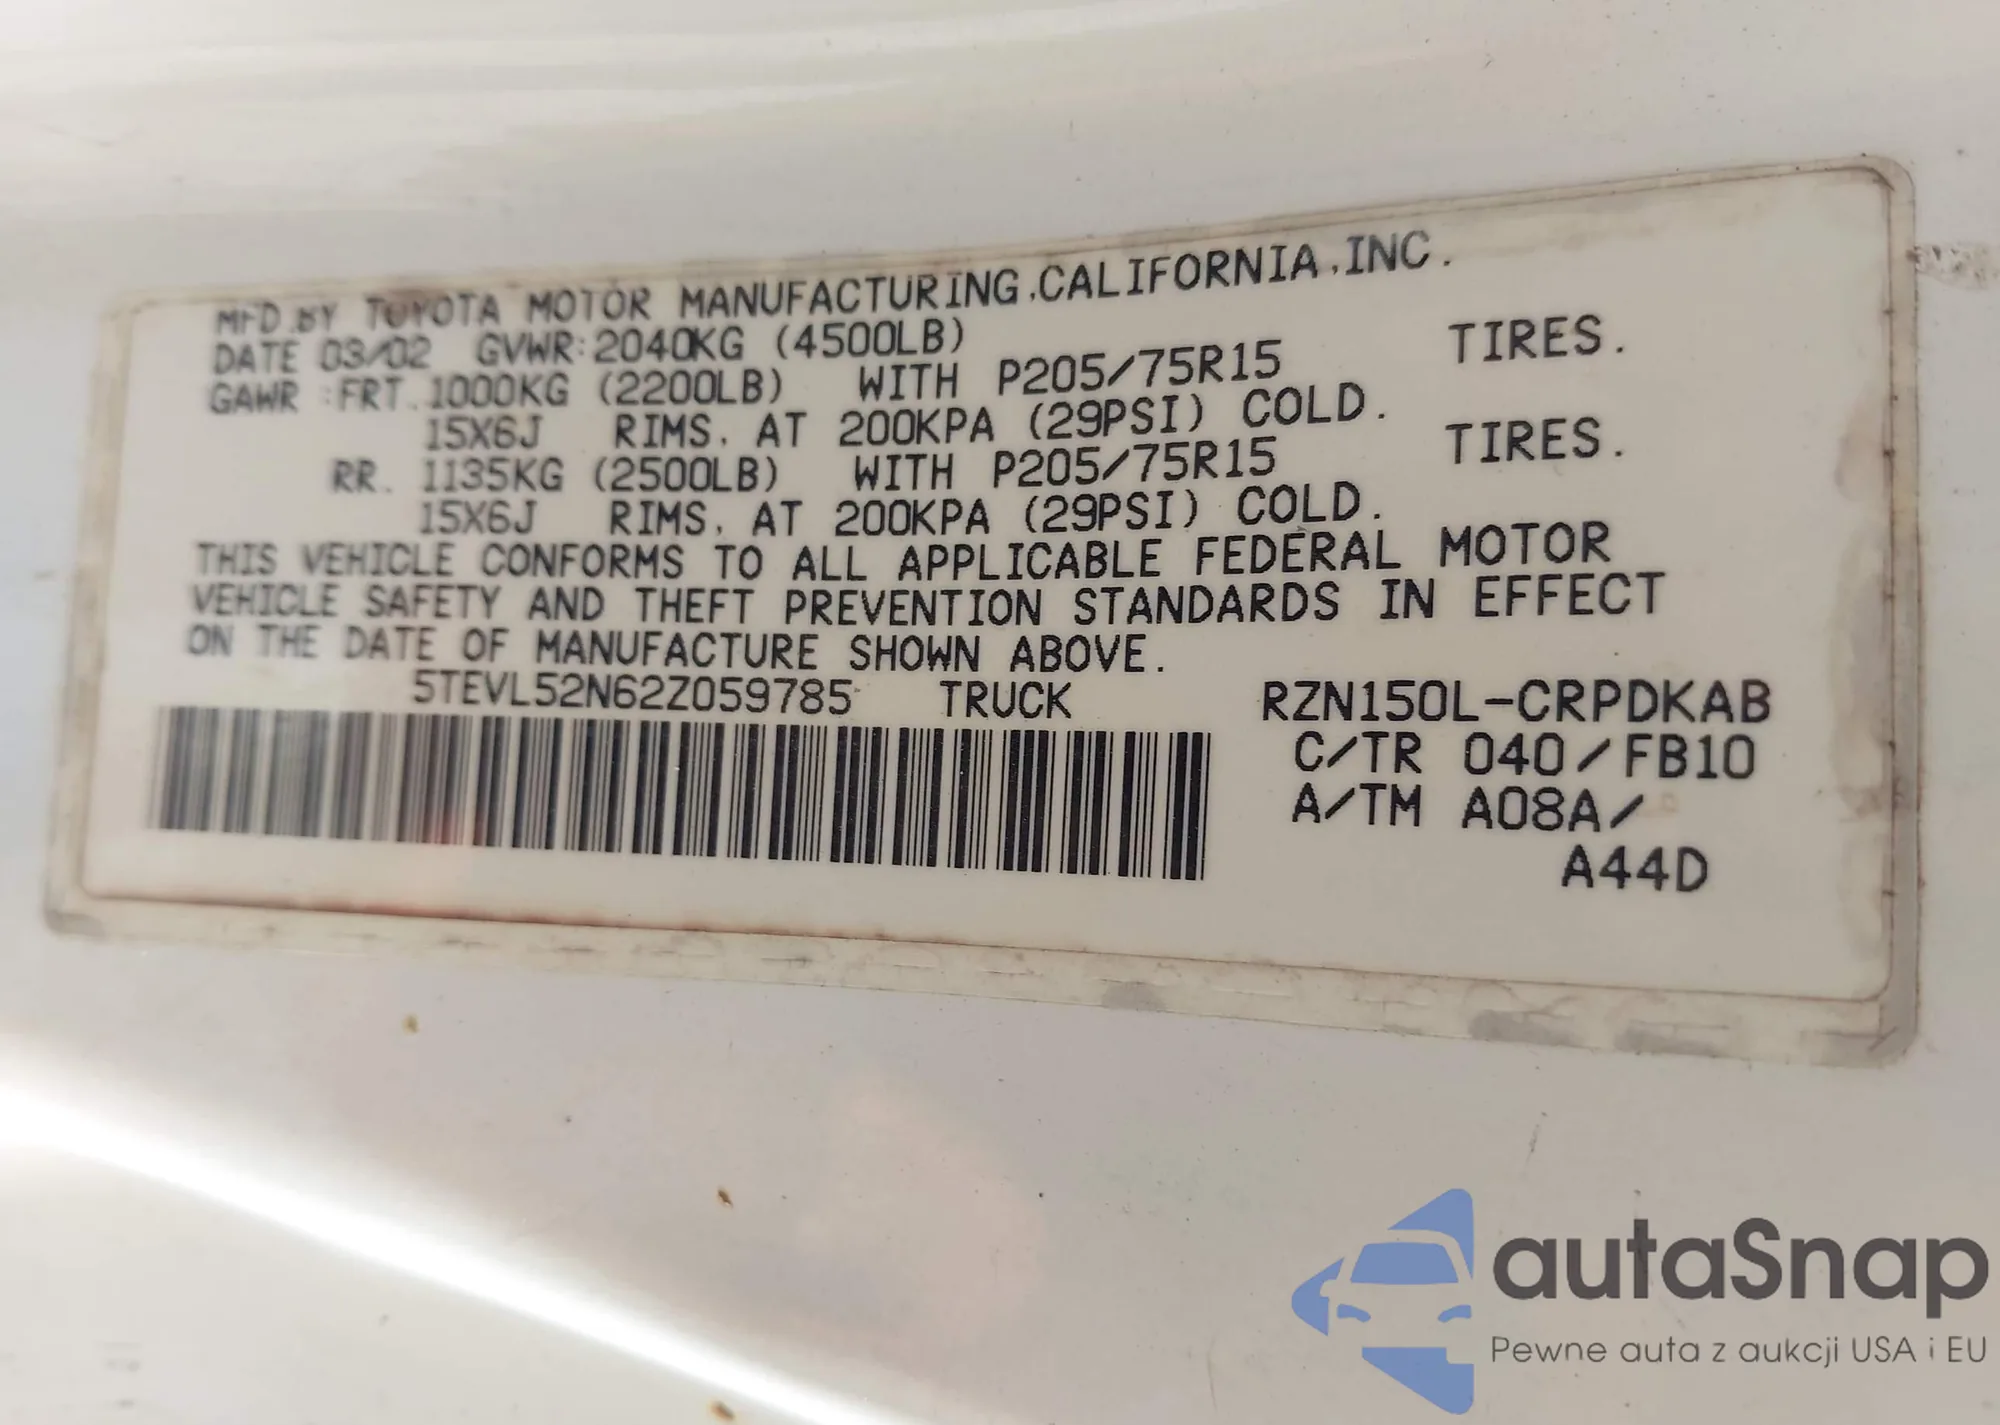 MFD.BY TOYOTA MOTOR MANUFACTURING,CALIFORNIA,INC.
DATE 03/02 GVWR:2040KG (4500LB)
GAWR :FRT. 1000KG (2200LB) WITH P205/75R15 TIRES.
15X6J RIMS, AT 200KPA (29PSI) COLD.
RR. 1135KG (2500LB) WITH P205/75R15 TIRES.
15X6J RIMS, AT 200KPA (29PSI) COLD.
THIS VEHICLE CONFORMS TO ALL APPLICABLE FEDERAL MOTOR
VEHICLE SAFETY AND THEFT PREVENTION STANDARDS IN EFFECT
ON THE DATE OF MANUFACTURE SHOWN ABOVE.
5TEVL52N62Z059785 TRUCK RZN150L-CRPDKAB
C/TR 040/FB10
A/TM A08A/
A44D
autaSnap
Pewne auta z aukcji USA i EU